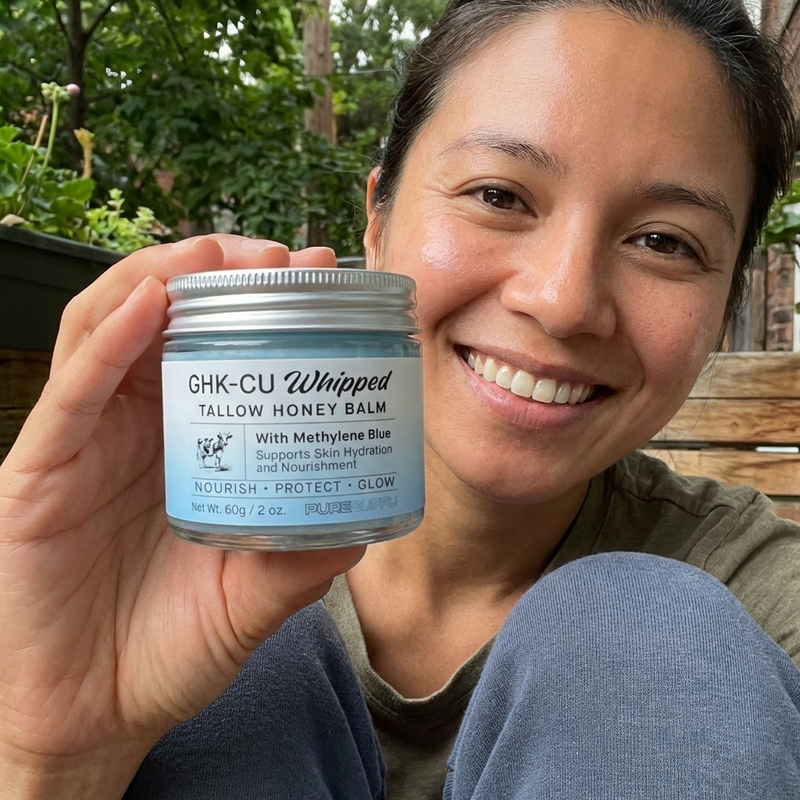 GHK-CU Whipped
TALLOW HONEY BALM
With Methylene Blue
Supports Skin Hydration
and Nourishment
NOURISH • PROTECT • GLOW
Net Wt. 60g / 2 oz. PURESUPPLY